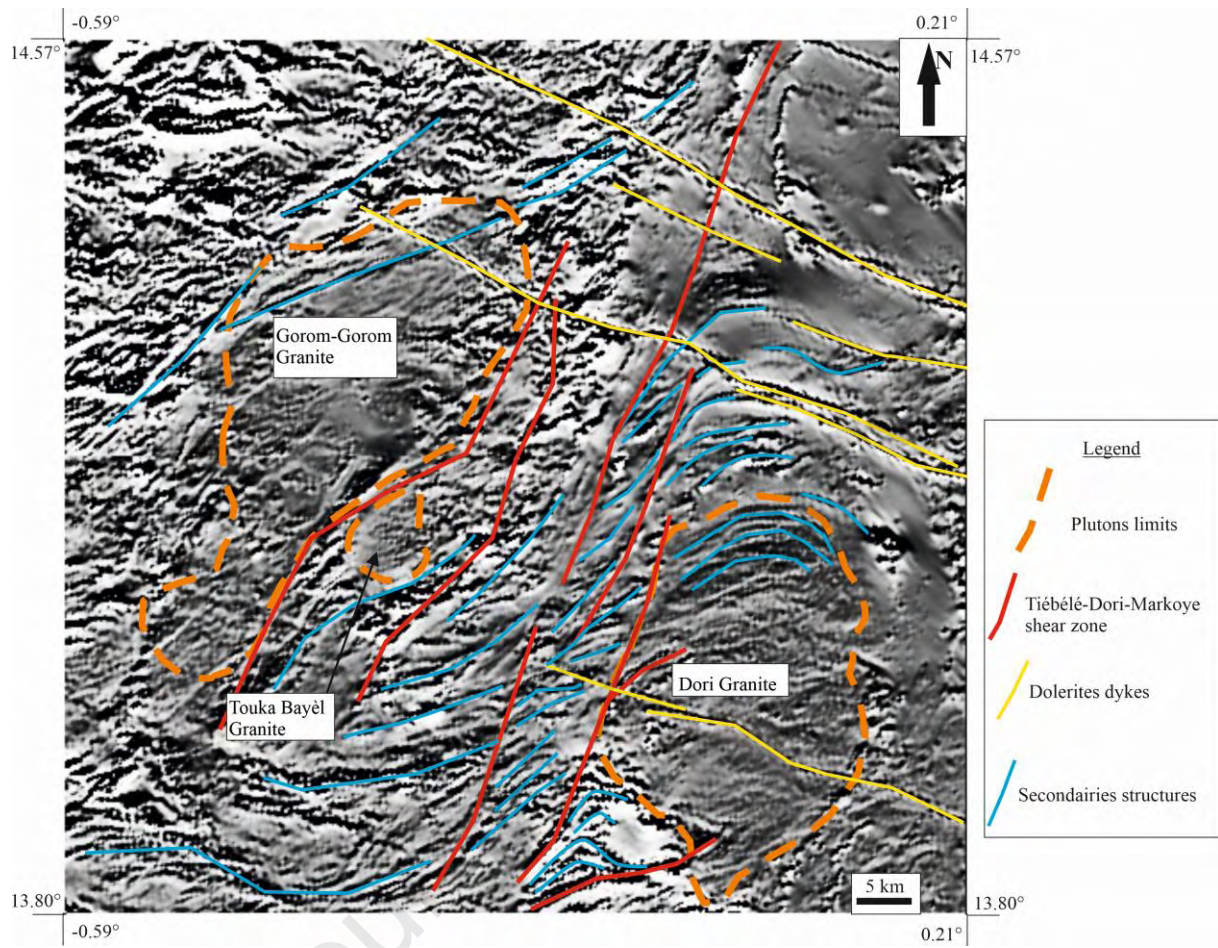 -0.59°
0.21°
14.57°
14.57°
N
Gorom-Gorom
Granite
Legend
Plutons limits
Tiébélé-Dori-Markoye
shear zone
Dori Granite
Touka Bayèl
Granite
Dolerites dykes
Secondairies structures
5 km
13.80°
13.80°
-0.59°
0.21°